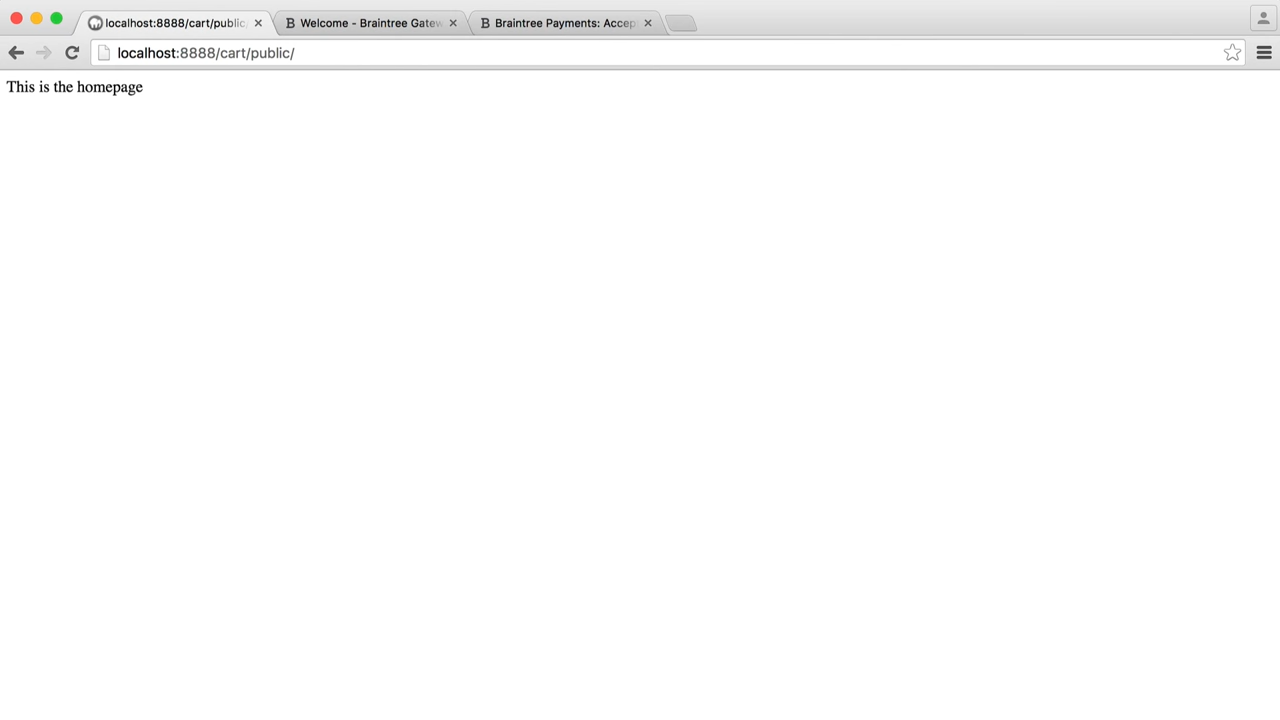 localhost:8888/cart/public/
Welcome - Braintree Gatew
Braintree Payments: Accep
localhost:8888/cart/public/
This is the homepage